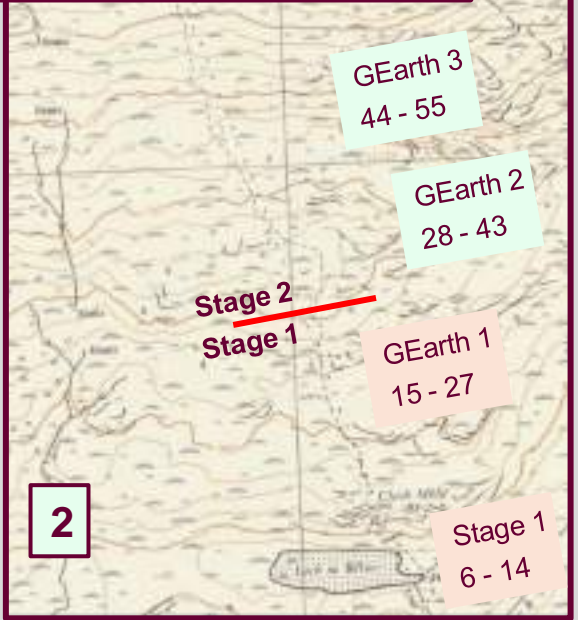 GEarth 3
44 - 55
GEarth 2
28 - 43
Stage 2
Stage 1
GEarth 1
15 - 27
2
Stage 1
6 - 14